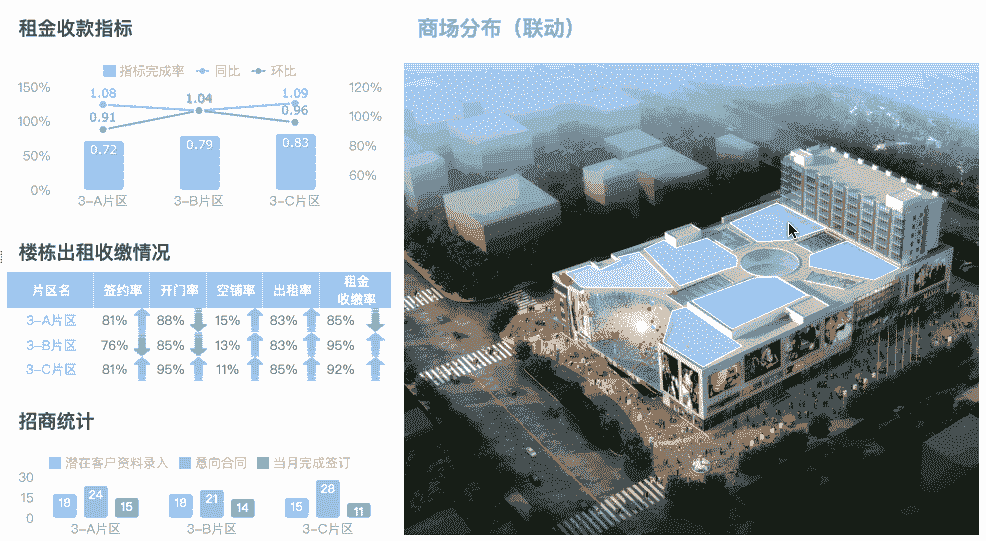 租金收款指标
商场分布（联动）
指标完成率 同比 环比
150% 120%
1.08 1.04 1.09
100% 0.91 0.96 100%
0.72 0.79 0.83
50% 80%
0% 60%
3-A片区 3-B片区 3-C片区
楼栋出租收缴情况
片区名 签约率 开门率 空铺率 出租率 租金收缴率
3-A片区 81% 88% 15% 83% 85%
3-B片区 76% 85% 13% 83% 95%
3-C片区 81% 95% 11% 85% 92%
招商统计
潜在客户资料录入 意向合同 当月完成签订
30
15
0
18 24 15 18 21 14 15 28 11
3-A片区 3-B片区 3-C片区